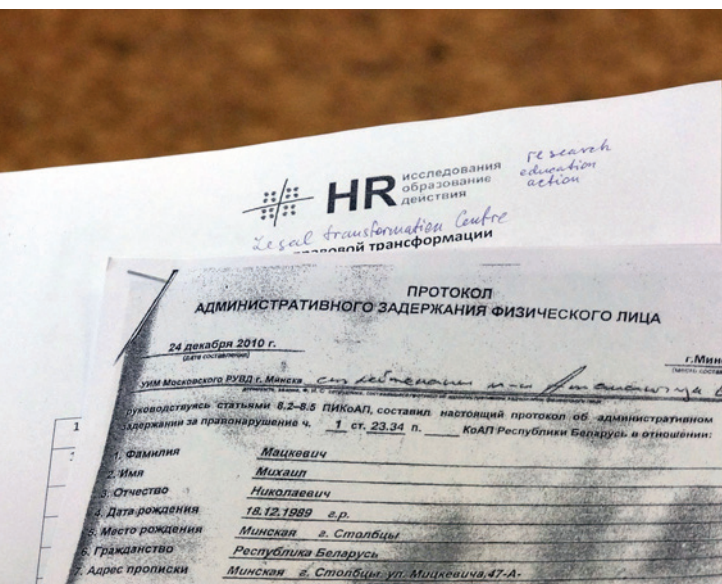 HR исследования
образование
действия
research
education
action
Legal Transformation Centre
правовой трансформации
ПРОТОКОЛ
АДМИНИСТРАТИВНОГО ЗАДЕРЖАНИЯ ФИЗИЧЕСКОГО ЛИЦА
24 декабря 2010 г.
(дата составления)
г.Мин
УИМ Московского РУВД г. Минска
руководствуясь статьями 8.2–8.5 ПИКоАП, составил настоящий протокол об административном
задержании за правонарушение ч. 1 ст. 23.34 п. ____ КоАП Республики Беларусь в отношении:
1
1. Фамилия Мацкевич
2. Имя Михаил
3. Отчество Николаевич
4. Дата рождения 18.12.1989 г.р.
5. Место рождения Минская г. Столбцы
6. Гражданство Республика Беларусь
7. Адрес прописки Минская г. Столбцы ул. Мицкевича,47-А-